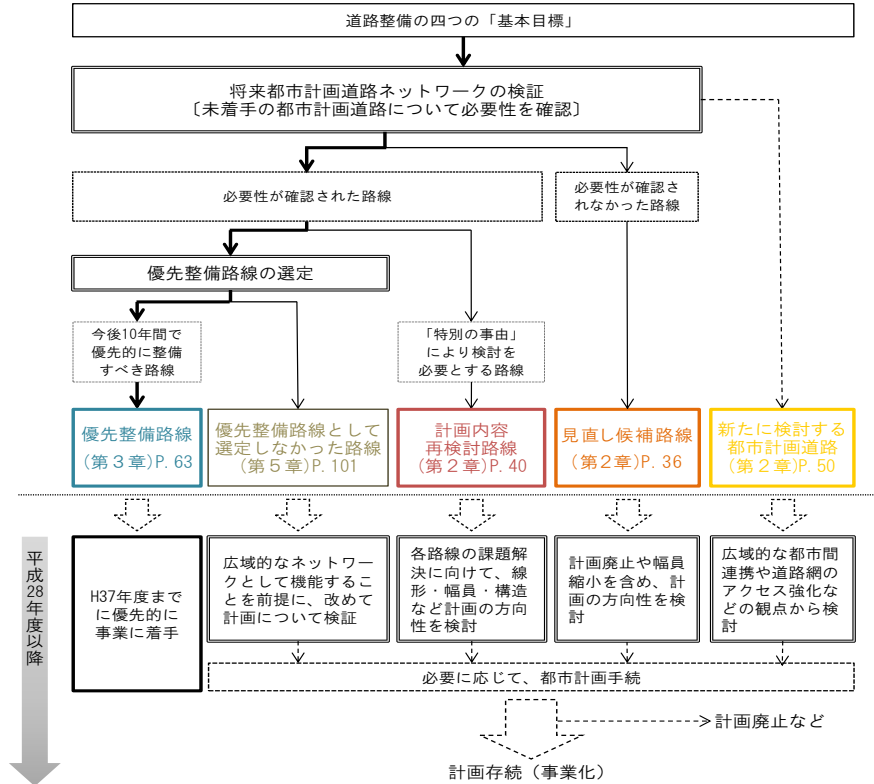 道路整備の四つの「基本目標」
将来都市計画道路ネットワークの検証
〔未着手の都市計画道路について必要性を確認〕
必要性が確認された路線
必要性が確認さ
れなかった路線
優先整備路線の選定
今後10年間で
優先的に整備
すべき路線
「特別の事由」
により検討を
必要とする路線
優先整備路線
(第３章)P. 63
優先整備路線として
選定しなかった路線
(第５章)P. 101
計画内容
再検討路線
(第２章)P. 40
見直し候補路線
(第２章)P. 36
新たに検討する
都市計画道路
(第２章)P. 50
平成28年度以降
H37年度まで
に優先的に
事業に着手
広域的なネットワー
クとして機能するこ
とを前提に、改めて
計画について検証
各路線の課題解
決に向けて、線
形・幅員・構造
など計画の方向
性を検討
計画廃止や幅員
縮小を含め、計
画の方向性を検
討
広域的な都市間
連携や道路網の
アクセス強化な
どの観点から検
討
必要に応じて、都市計画手続
計画廃止など
計画存続（事業化）